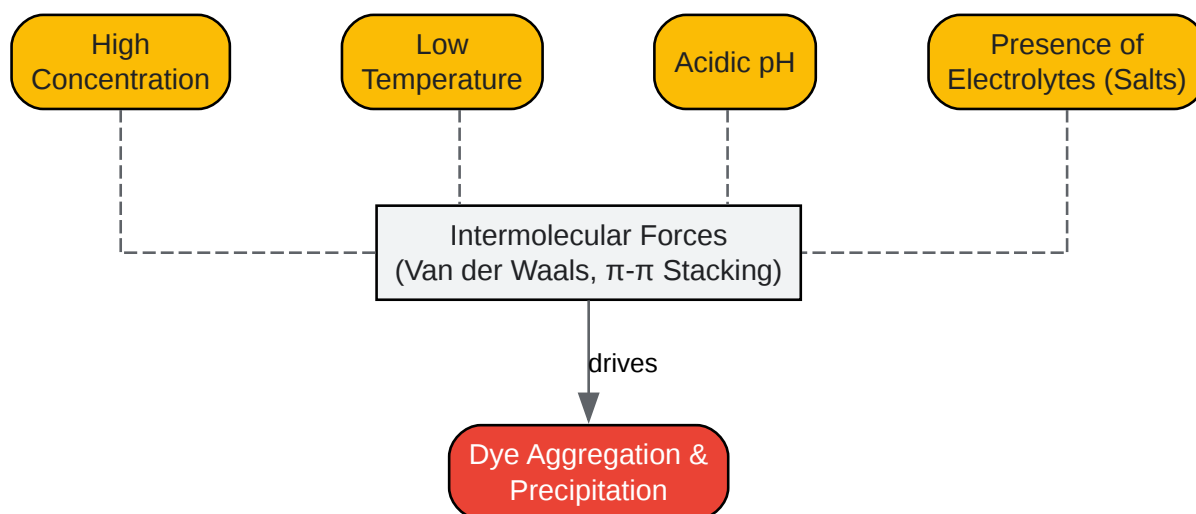 High
Concentration
Low
Temperature
Acidic pH
Presence of
Electrolytes (Salts)
Intermolecular Forces
(Van der Waals, π-π Stacking)
drives
Dye Aggregation &
Precipitation